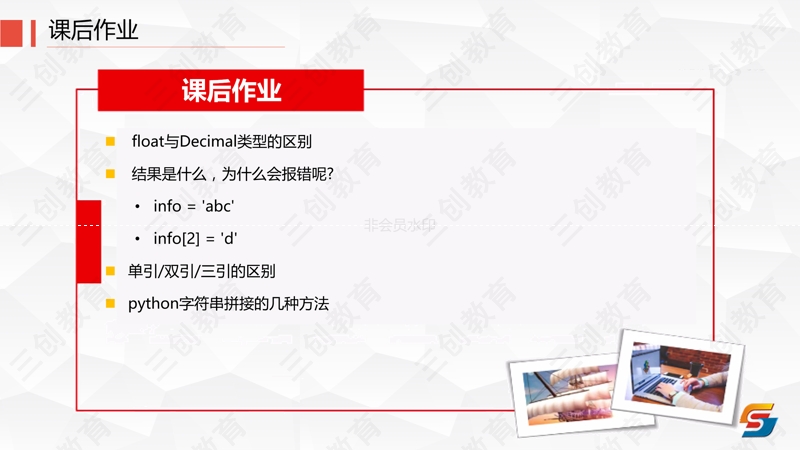 课后作业
课后作业
float与Decimal类型的区别
结果是什么，为什么会报错呢?
info = 'abc'
info[2] = 'd'
非会员水印
单引/双引/三引的区别
python字符串拼接的几种方法
三创教育